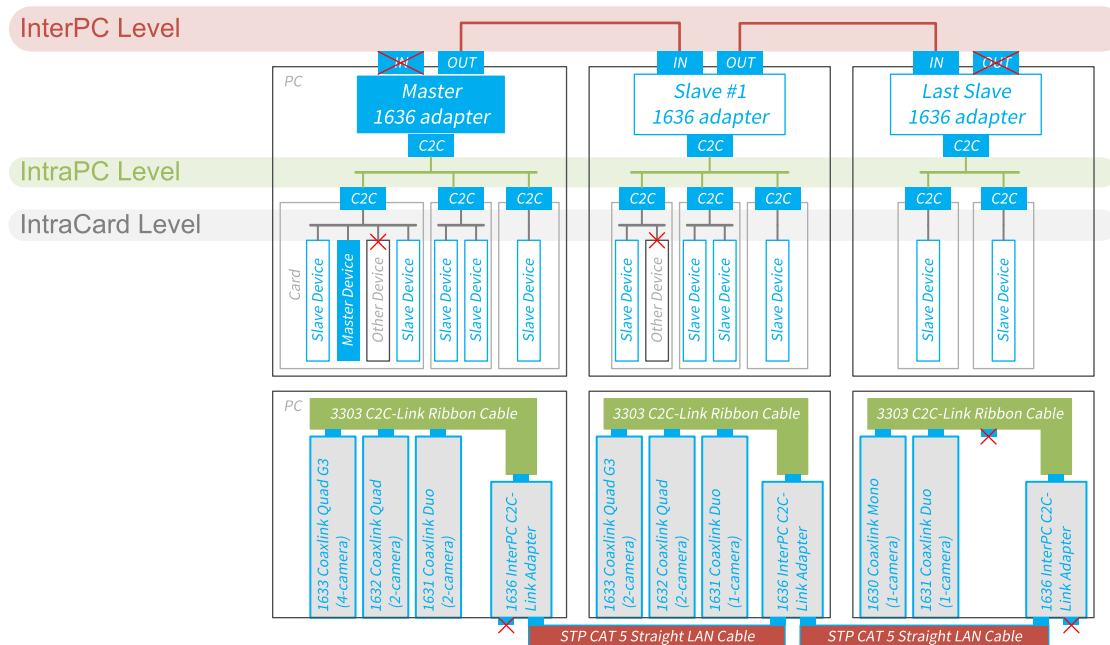 InterPC Level
IN
OUT
IN
OUT
IN
OUT
PC
Master
1636 adapter
Slave #1
1636 adapter
Last Slave
1636 adapter
C2C
C2C
C2C
IntraPC Level
C2C
C2C
C2C
C2C
C2C
C2C
C2C
C2C
IntraCard Level
Card
Slave Device
Master Device
Other Device
Slave Device
Slave Device
Slave Device
Slave Device
Slave Device
Other Device
Slave Device
Slave Device
Slave Device
Slave Device
Slave Device
PC
3303 C2C-Link Ribbon Cable
3303 C2C-Link Ribbon Cable
3303 C2C-Link Ribbon Cable
1633 Coaxlink Quad G3
(4-camera)
1632 Coaxlink Quad
(2-camera)
1631 Coaxlink Duo
(2-camera)
1636 InterPC C2C-
Link Adapter
1633 Coaxlink Quad G3
(2-camera)
1632 Coaxlink Quad
(2-camera)
1631 Coaxlink Duo
(1-camera)
1636 InterPC C2C-
Link Adapter
1630 Coaxlink Mono
(1-camera)
1631 Coaxlink Duo
(1-camera)
1636 InterPC C2C-
Link Adapter
STP CAT 5 Straight LAN Cable
STP CAT 5 Straight LAN Cable